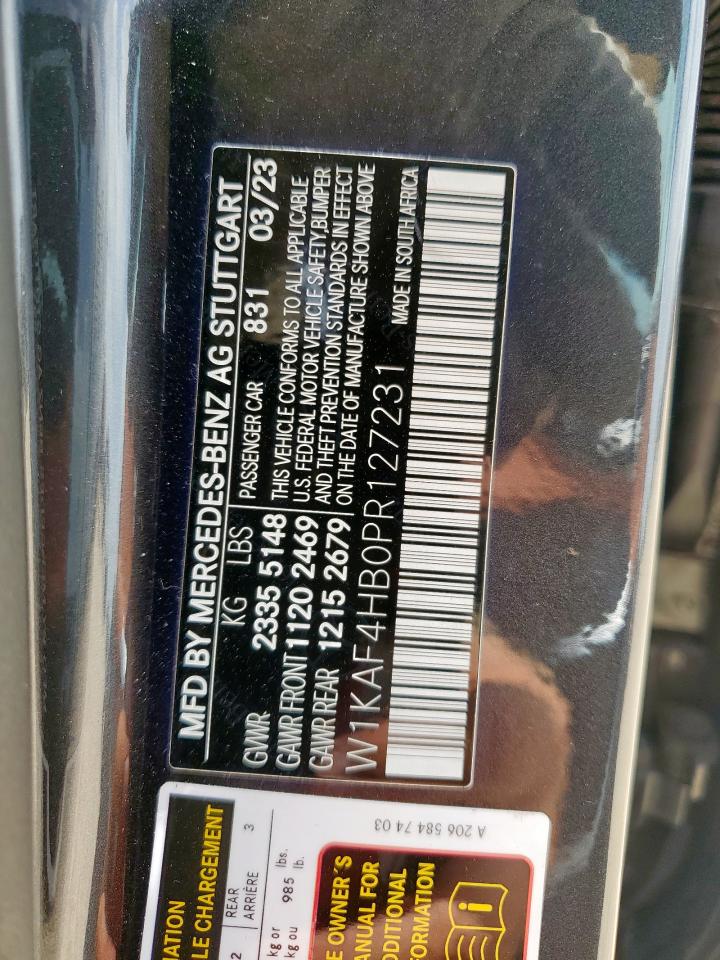 MFD BY MERCEDES-BENZ AG STUTTGART
KG LBS
PASSENGER CAR 831 03/23
GVWR 2335 5148
GAWR FRONT 1120 2469
GAWR REAR 1215 2679
THIS VEHICLE CONFORMS TO ALL APPLICABLE
U.S. FEDERAL MOTOR VEHICLE SAFETY, BUMPER
AND THEFT PREVENTION STANDARDS IN EFFECT
ON THE DATE OF MANUFACTURE SHOWN ABOVE
W1KAF4HB0PR127231
MADE IN SOUTH AFRICA
MATION
LE CHARGEMENT
2 REAR
ARRIÈRE 3
kg or
kg ou 985 lbs.
lb.
A 206 584 74 03
E OWNER'S
ANUAL FOR
DDITIONAL
FORMATION
i